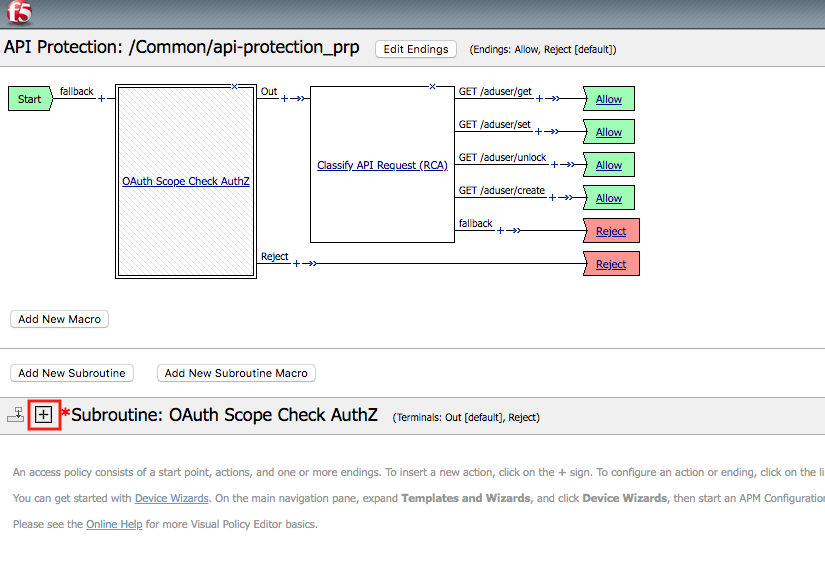 f5
API Protection: /Common/api-protection_prp Edit Endings (Endings: Allow, Reject [default])
Start fallback + Out + GET /aduser/get + Allow
GET /aduser/set + Allow
OAuth Scope Check AuthZ Classify API Request (RCA) GET /aduser/unlock + Allow
GET /aduser/create + Allow
fallback + Reject
Reject + Reject
Add New Macro
Add New Subroutine Add New Subroutine Macro
+ *Subroutine: OAuth Scope Check AuthZ (Terminals: Out [default], Reject)
An access policy consists of a start point, actions, and one or more endings. To insert a new action, click on the + sign. To configure an action or ending, click on the li
You can get started with Device Wizards. On the main navigation pane, expand Templates and Wizards, and click Device Wizards, then start an APM Configuration
Please see the Online Help for more Visual Policy Editor basics.